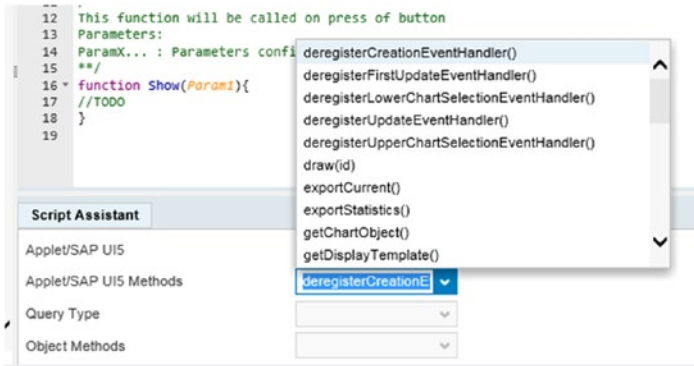 12 This function will be called on press of button
13 Parameters:
14 ParamX... : Parameters confi
15 **/
16 function Show(Param1){
17 //TODO
18 }
19
deregisterCreationEventHandler()
deregisterFirstUpdateEventHandler()
deregisterLowerChartSelectionEventHandler()
deregisterUpdateEventHandler()
deregisterUpperChartSelectionEventHandler()
draw(id)
exportCurrent()
exportStatistics()
getChartObject()
getDisplayTemplate()
Script Assistant
Applet/SAP UI5
Applet/SAP UI5 Methods deregisterCreationE
Query Type
Object Methods